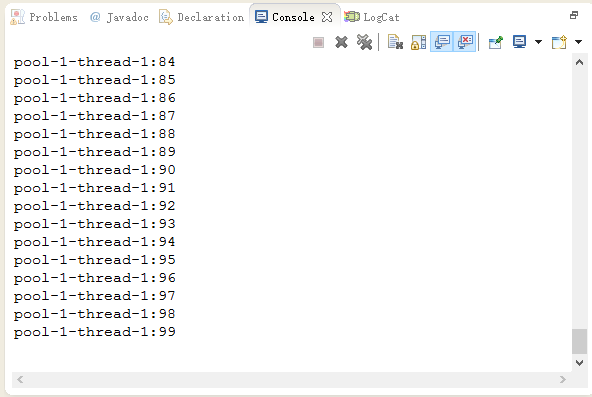 Problems @ Javadoc Declaration Console LogCat
pool-1-thread-1:84
pool-1-thread-1:85
pool-1-thread-1:86
pool-1-thread-1:87
pool-1-thread-1:88
pool-1-thread-1:89
pool-1-thread-1:90
pool-1-thread-1:91
pool-1-thread-1:92
pool-1-thread-1:93
pool-1-thread-1:94
pool-1-thread-1:95
pool-1-thread-1:96
pool-1-thread-1:97
pool-1-thread-1:98
pool-1-thread-1:99